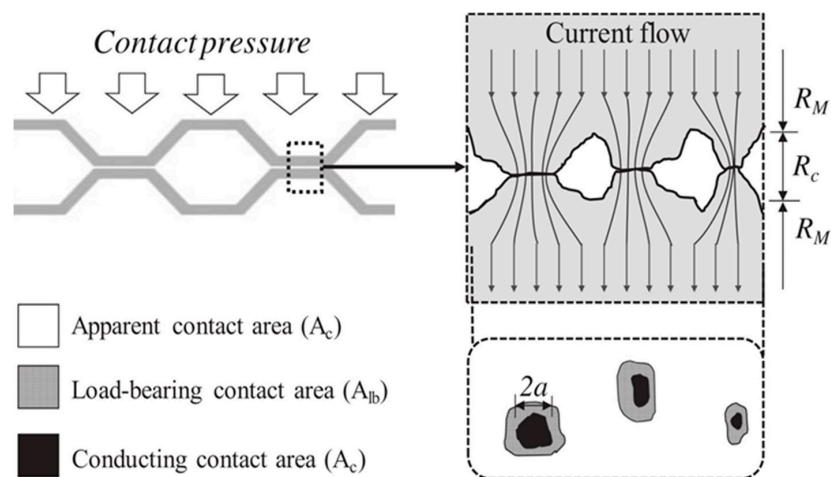 Contact pressure
Current flow
R_M
R_c
R_M
Apparent contact area (A_c)
Load-bearing contact area (A_lb)
Conducting contact area (A_c)
2a